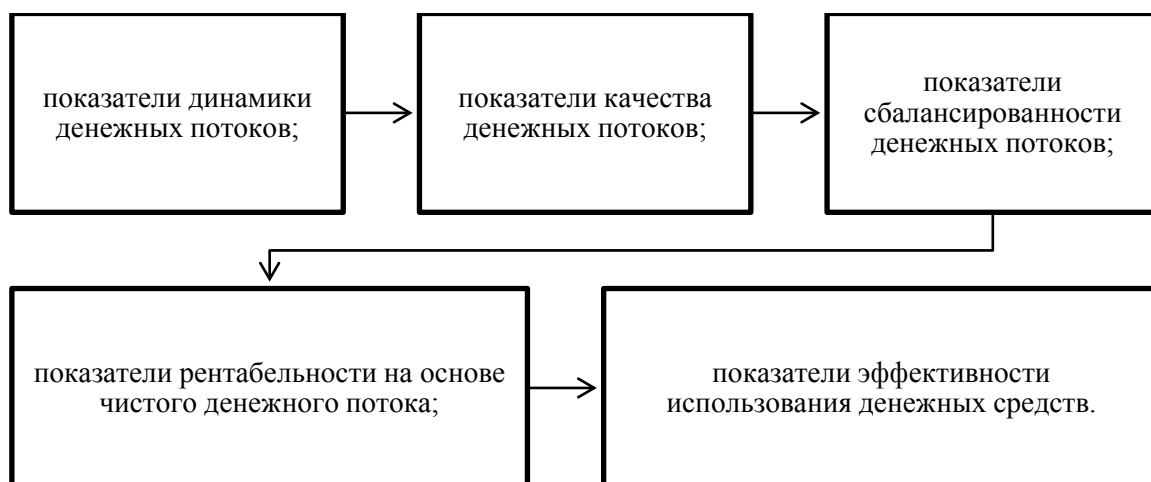 показатели динамики
денежных потоков;
показатели качества
денежных потоков;
показатели
сбалансированности
денежных потоков;
показатели рентабельности на основе
чистого денежного потока;
показатели эффективности
использования денежных средств.